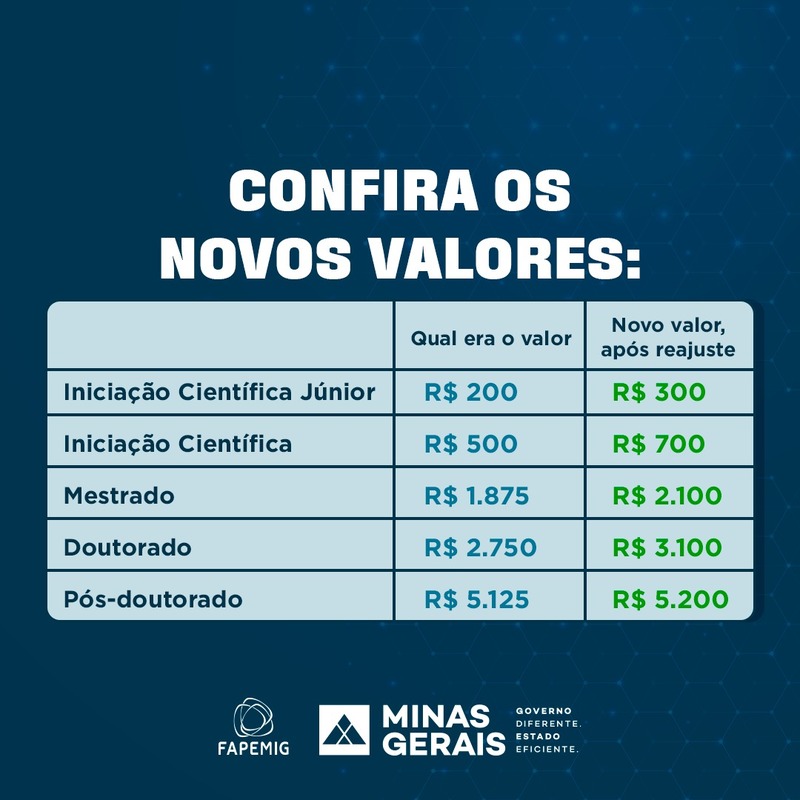 CONFIRA OS
NOVOS VALORES:
Qual era o valor
Novo valor,
após reajuste
Iniciação Científica Júnior R$ 200 R$ 300
Iniciação Científica R$ 500 R$ 700
Mestrado R$ 1.875 R$ 2.100
Doutorado R$ 2.750 R$ 3.100
Pós-doutorado R$ 5.125 R$ 5.200
FAPEMIG
MINAS
GERAIS
GOVERNO
DIFERENTE.
ESTADO
EFICIENTE.